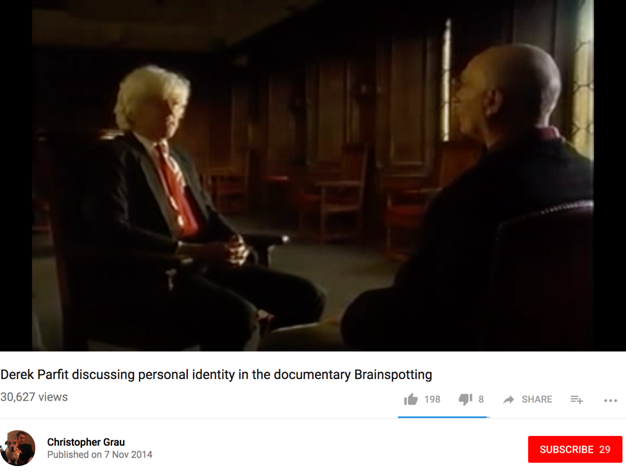 Derek Parfit discussing personal identity in the documentary Brainspotting
30,627 views
198 8 SHARE
Christopher Grau
Published on 7 Nov 2014
SUBSCRIBE 29